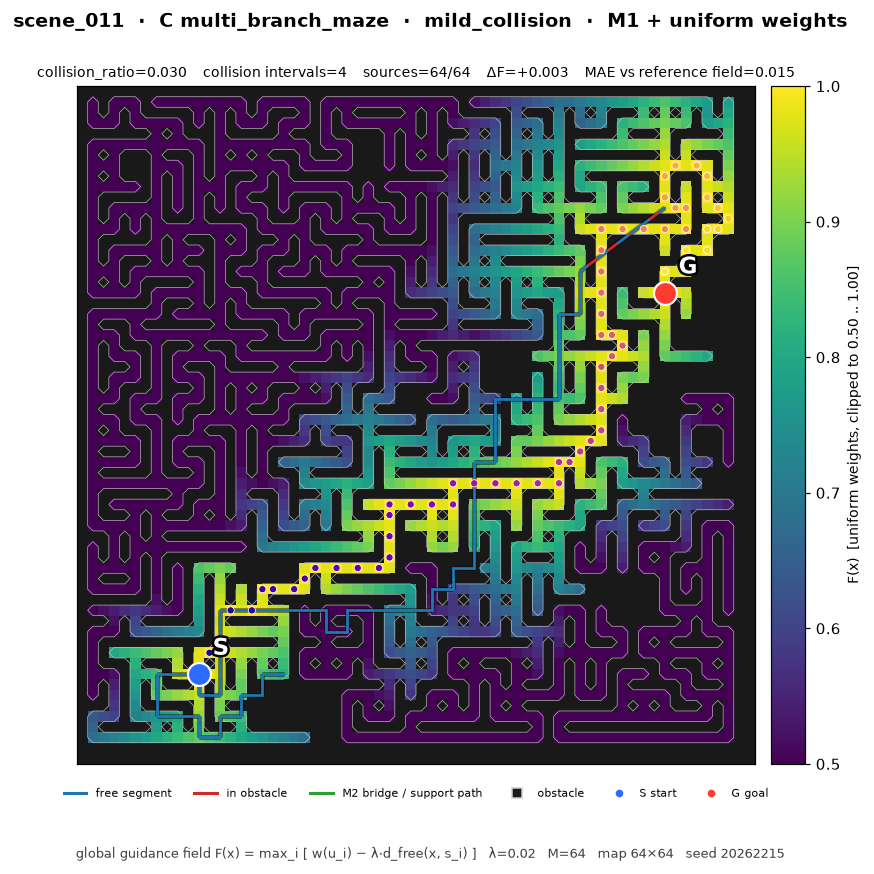 scene_011 · C multi_branch_maze · mild_collision · M1 + uniform weights
collision_ratio=0.030 collision intervals=4 sources=64/64 ΔF=+0.003 MAE vs reference field=0.015
G
S
1.0
0.9
0.8
0.7
0.6
0.5
F(x) [uniform weights, clipped to 0.50 .. 1.00]
free segment
in obstacle
M2 bridge / support path
obstacle
S start
G goal
global guidance field F(x) = max_i [ w(u_i) − λ·d_free(x, s_i) ] λ=0.02 M=64 map 64×64 seed 20262215